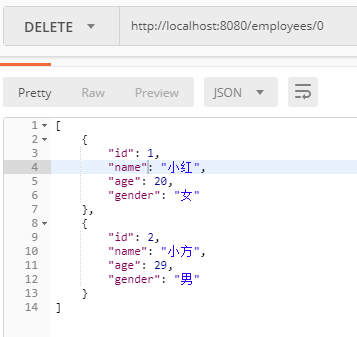 DELETE http://localhost:8080/employees/0
Pretty Raw Preview JSON
1 [
2 {
3 "id": 1,
4 "name": "小红",
5 "age": 20,
6 "gender": "女"
7 },
8 {
9 "id": 2,
10 "name": "小方",
11 "age": 29,
12 "gender": "男"
13 }
14 ]